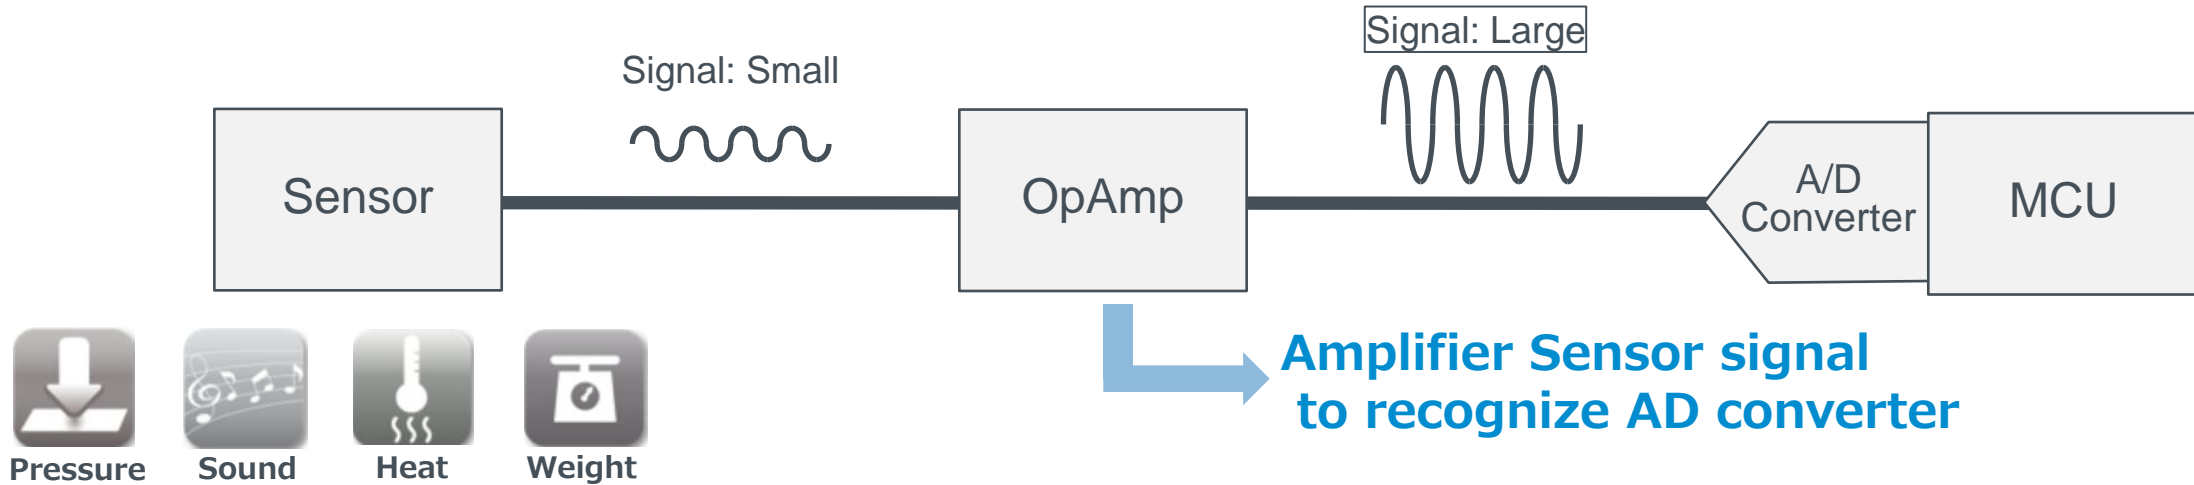 Signal: Large
Signal: Small
Sensor
OpAmp
A/D
Converter
MCU
Amplifier Sensor signal
to recognize AD converter
Pressure
Sound
Heat
Weight